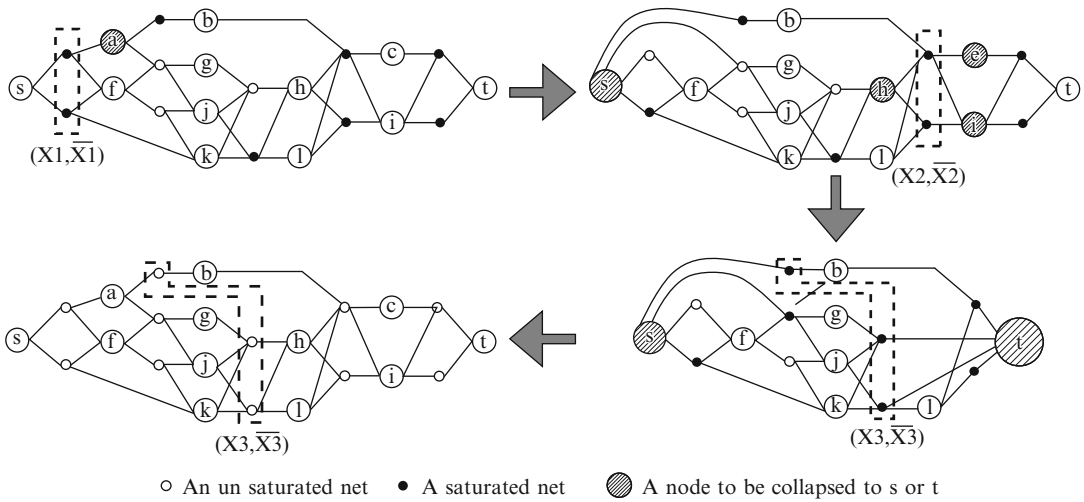 s a b f g j k h l c i t
(X1,X̅1̅)
s b f g j k h l e i t
(X2,X̅2̅)
s a b f g j k h l c i t
(X3,X̅3̅)
s b f g j k l t
(X3,X̅3̅)
An un saturated net
A saturated net
A node to be collapsed to s or t